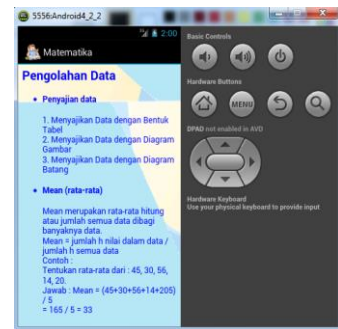 5556:Android4_2_2
2:00
Matematika
Pengolahan Data
Penyajian data
1. Menyajikan Data dengan Bentuk
Tabel
2. Menyajikan Data dengan Diagram
Gambar
3. Menyajikan Data dengan Diagram
Batang
Mean (rata-rata)
Mean merupakan rata-rata hitung
atau jumlah semua data dibagi
banyaknya data.
Mean = jumlah h nilai dalam data /
jumlah h semua data
Contoh :
Tentukan rata-rata dari : 45, 30, 56,
14, 20.
Jawab : Mean = (45+30+56+14+205)
/ 5
= 165 / 5 = 33
Basic Controls
Hardware Buttons
MENU
DPAD not enabled in AVD
Hardware Keyboard
Use your physical keyboard to provide input